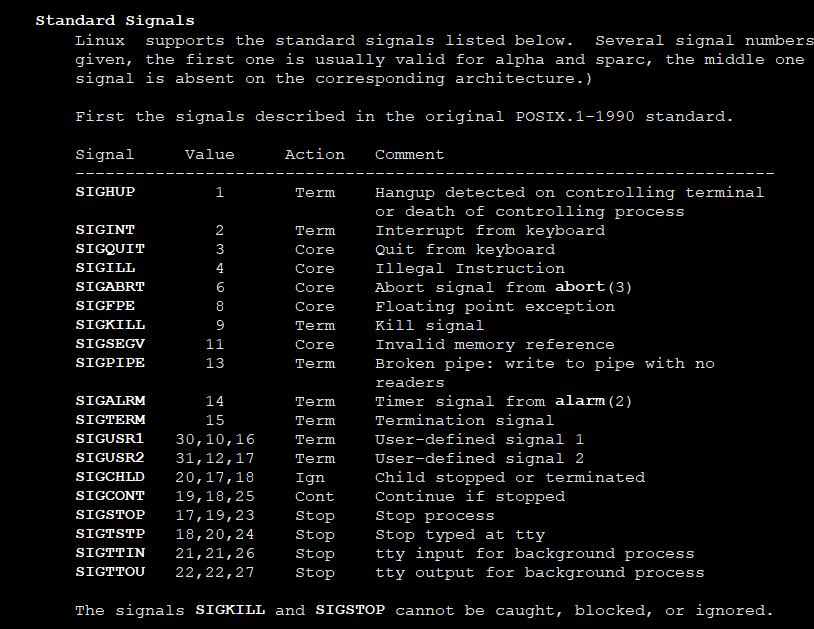 Standard Signals
Linux  supports the standard signals listed below.  Several signal numbers
given, the first one is usually valid for alpha and sparc, the middle one
signal is absent on the corresponding architecture.)
First the signals described in the original POSIX.1-1990 standard.
Signal     Value     Action   Comment
----------------------------------------------------------------------
SIGHUP        1       Term    Hangup detected on controlling terminal
or death of controlling process
SIGINT        2       Term    Interrupt from keyboard
SIGQUIT       3       Core    Quit from keyboard
SIGILL        4       Core    Illegal Instruction
SIGABRT       6       Core    Abort signal from abort(3)
SIGFPE        8       Core    Floating point exception
SIGKILL       9       Term    Kill signal
SIGSEGV      11       Core    Invalid memory reference
SIGPIPE      13       Term    Broken pipe: write to pipe with no
readers
SIGALRM      14       Term    Timer signal from alarm(2)
SIGTERM      15       Term    Termination signal
SIGUSR1   30,10,16    Term    User-defined signal 1
SIGUSR2   31,12,17    Term    User-defined signal 2
SIGCHLD   20,17,18    Ign     Child stopped or terminated
SIGCONT   19,18,25    Cont    Continue if stopped
SIGSTOP   17,19,23    Stop    Stop process
SIGTSTP   18,20,24    Stop    Stop typed at tty
SIGTTIN   21,21,26    Stop    tty input for background process
SIGTTOU   22,22,27    Stop    tty output for background process
The signals SIGKILL and SIGSTOP cannot be caught, blocked, or ignored.